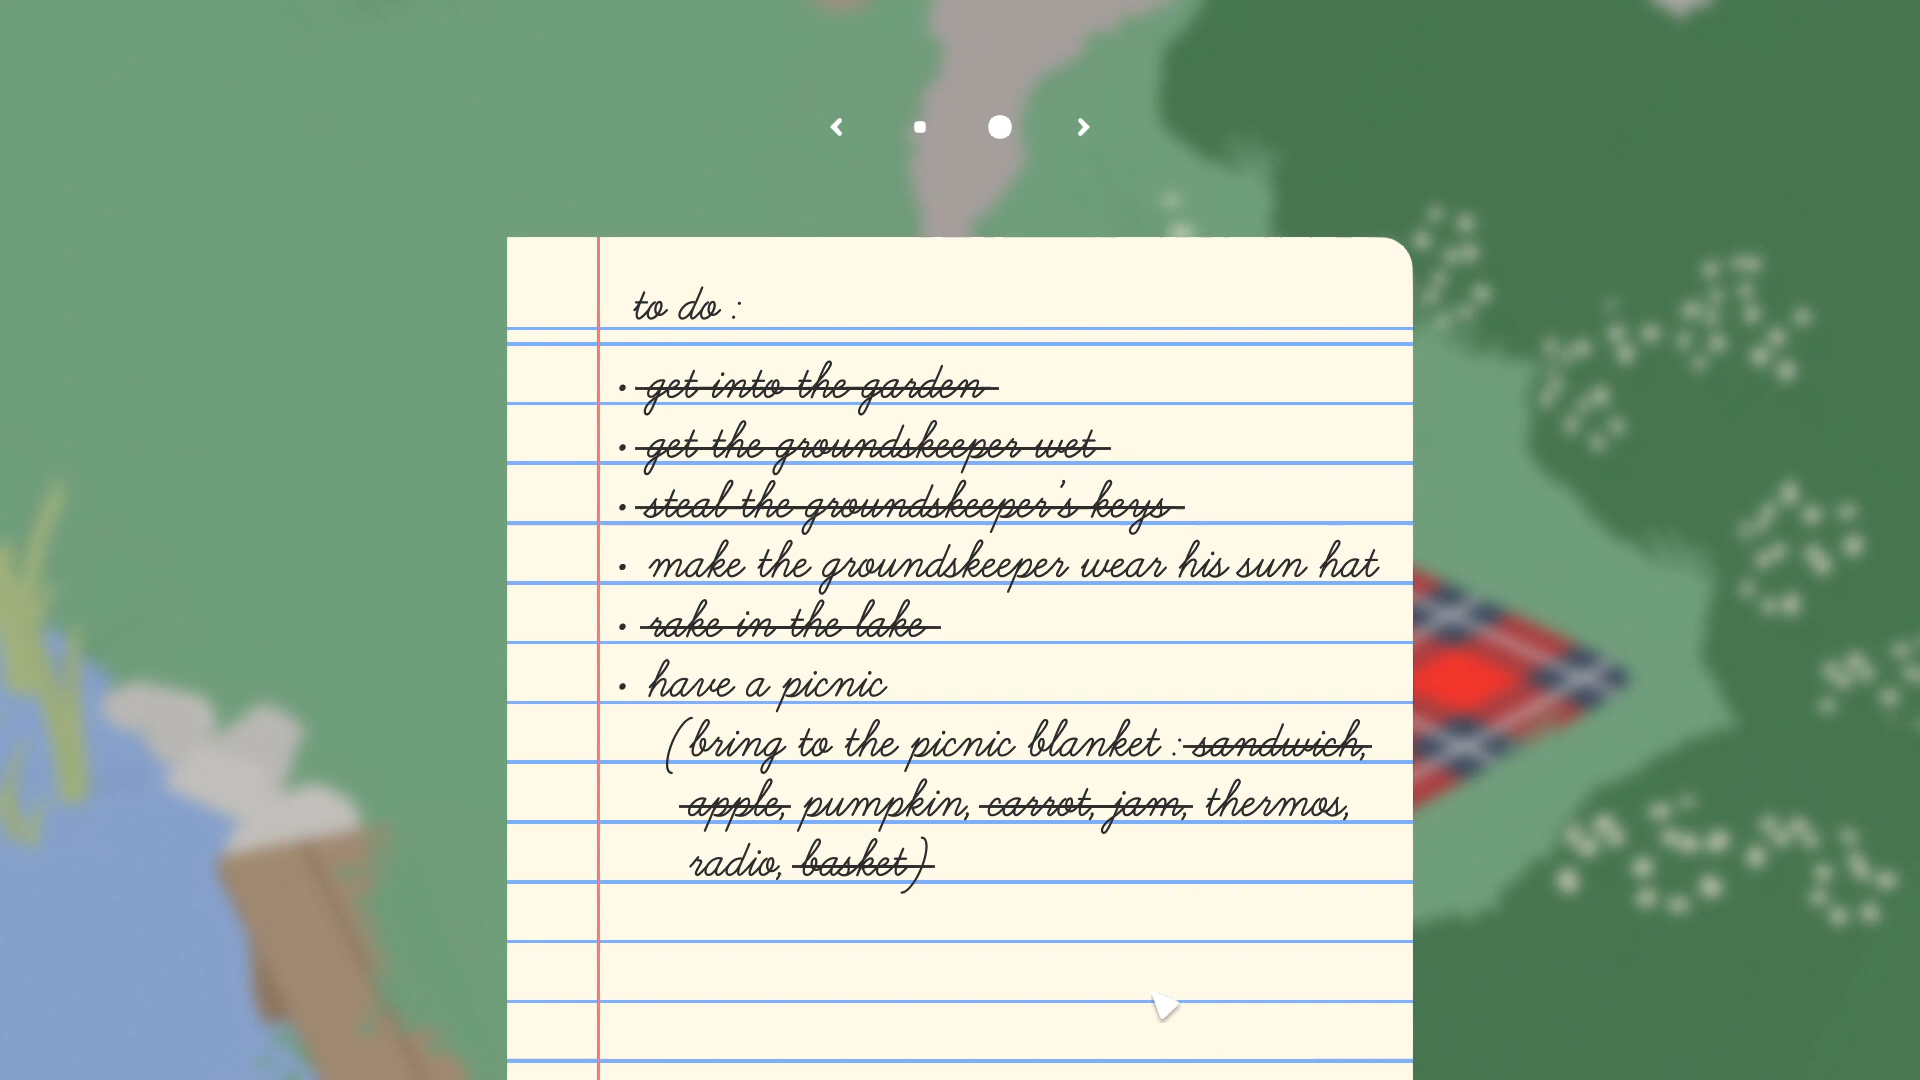 to do :
• get into the garden
• get the groundskeeper wet
• steal the groundskeeper's keys
• make the groundskeeper wear his sun hat
• rake in the lake
• have a picnic
(bring to the picnic blanket : sandwich,
apple, pumpkin, carrot, jam, thermos,
radio, basket)